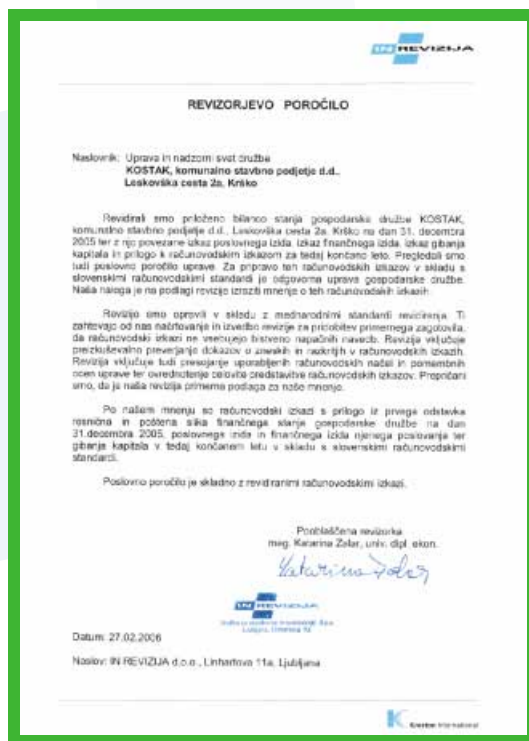 IN REVIZIJA
REVIZORJEVO POROČILO
Naslovnik: Uprava in nadzorni svet družbe
KOSTAK, komunalno stavbno podjetje d.d.,
Leskovška cesta 2a, Krško
Revidirali smo priloženo bilanco stanja gospodarske družbe KOSTAK,
komunalno stavbno podjetje d.d., Leskovška cesta 2a, Krško na dan 31. decembra
2005 ter z njo povezane izkaz poslovnega izida, izkaz finančnega izida, izkaz gibanja
kapitala in prilogo k računovodskim izkazom za tedaj končano leto. Pregledali smo
tudi poslovno poročilo uprave. Za pripravo teh računovodskih izkazov v skladu s
slovenskimi računovodskimi standardi je odgovorna uprava gospodarske družbe.
Naša naloga je na podlagi revizije izraziti mnenje o teh računovodskih izkazih.
Revizijo smo opravili v skladu z mednarodnimi standardi revidiranja. Ti
zahtevajo od nas načrtovanje in izvedbo revizije za pridobitev primernega zagotovila,
da računovodski izkazi ne vsebujejo bistveno napačnih navedb. Revizija vključuje
preizkuševalno preverjanje dokazov o zneskih in razkritjih v računovodskih izkazih.
Revizija vključuje tudi presojanje uporabljenih računovodskih načel in pomembnih
ocen uprave ter ovrednotenje celovite predstavitve računovodskih izkazov. Prepričani
smo, da je naša revizija primerna podlaga za naše mnenje.
Po našem mnenju so računovodski izkazi s prilogo iz prvega odstavka
resnična in poštena slika finančnega stanja gospodarske družbe na dan
31.decembra 2005, poslovnega izida in finančnega izida njenega poslovanja ter
gibanja kapitala v tedaj končanem letu v skladu s slovenskimi računovodskimi
standardi.
Poslovno poročilo je skladno z revidiranimi računovodskimi izkazi.
Pooblaščena revizorka
mag. Katarina Zalar, univ. dipl. ekon.
Katarina Zalar
IN REVIZIJA
Datum: 27.02.2006
Naslov: IN REVIZIJA d.o.o., Linhartova 11a, Ljubljana
K Kreston International